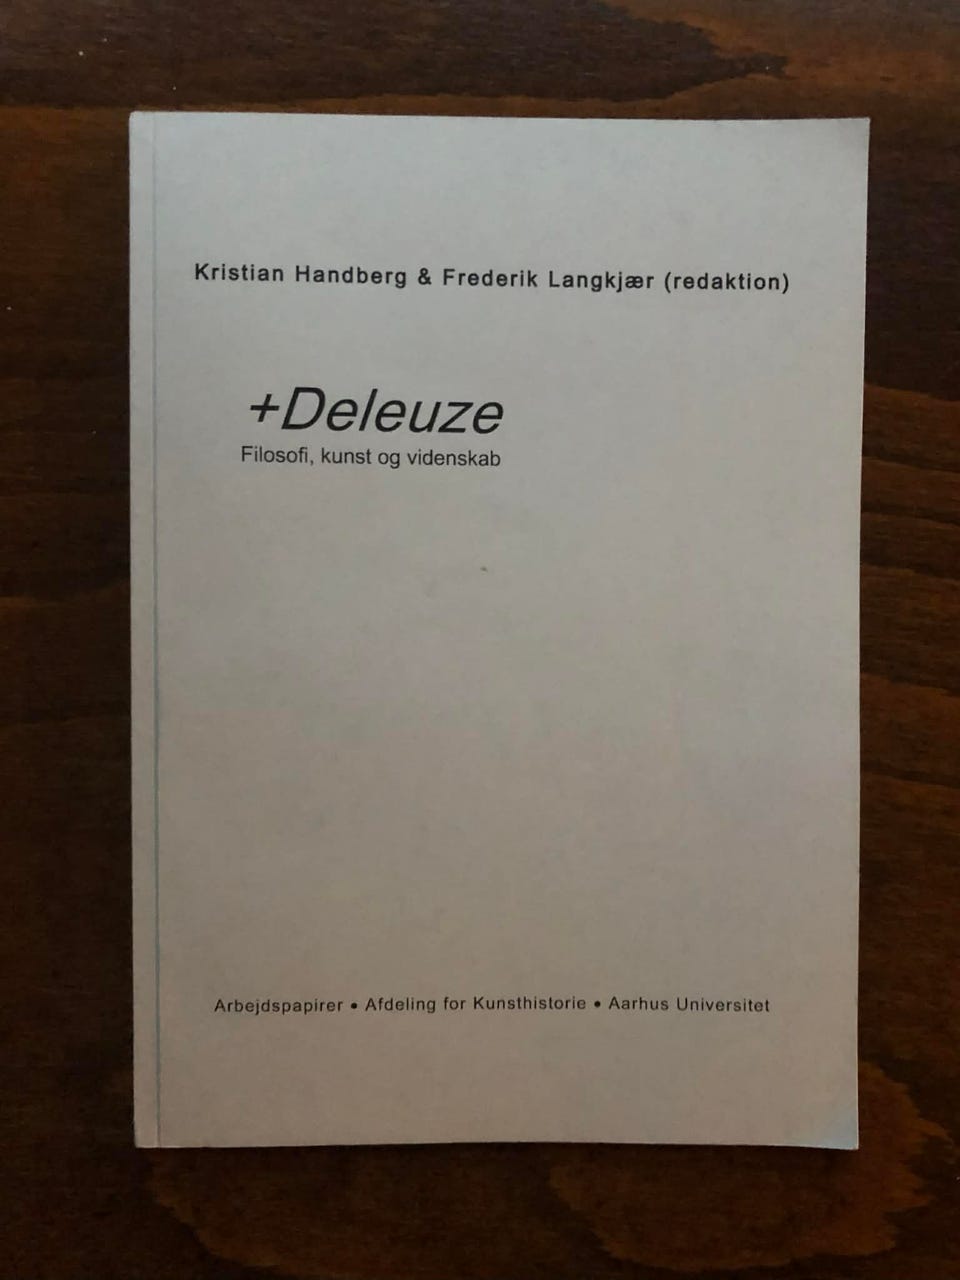 Kristian Handberg & Frederik Langkjær (redaktion)
+Deleuze
Filosofi, kunst og videnskab
Arbejdspapirer • Afdeling for Kunsthistorie • Aarhus Universitet